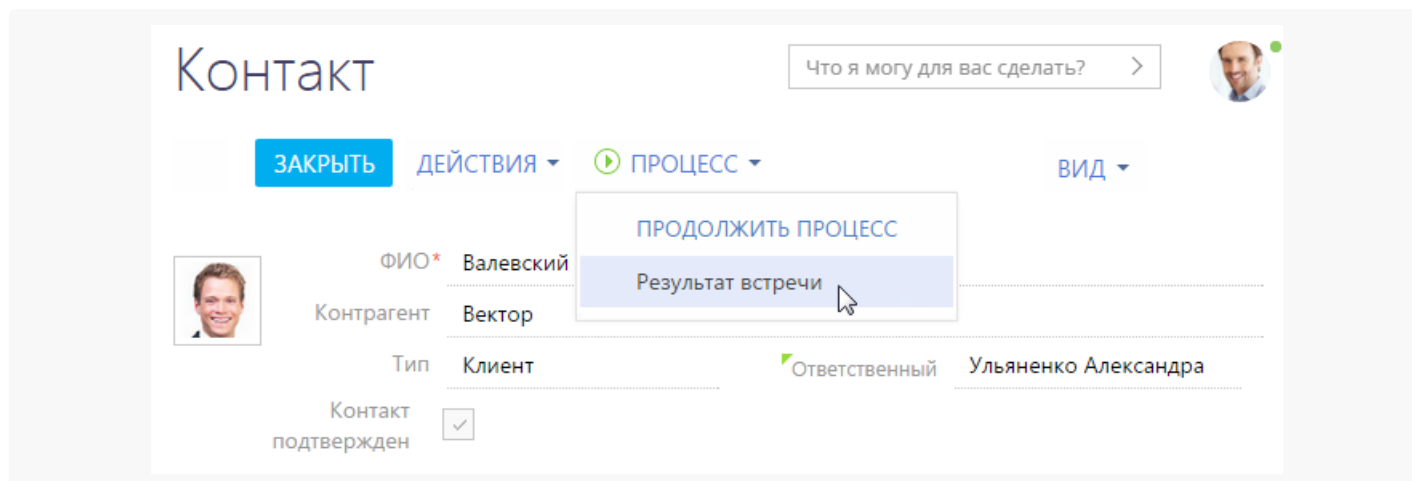 Контакт
Что я могу для вас сделать?
ЗАКРЫТЬ ДЕЙСТВИЯ ПРОЦЕСС ВИД
ПРОДОЛЖИТЬ ПРОЦЕСС
Результат встречи
ФИО* Валевский
Контрагент Вектор
Тип Клиент Ответственный Ульяненко Александра
Контакт
подтвержден